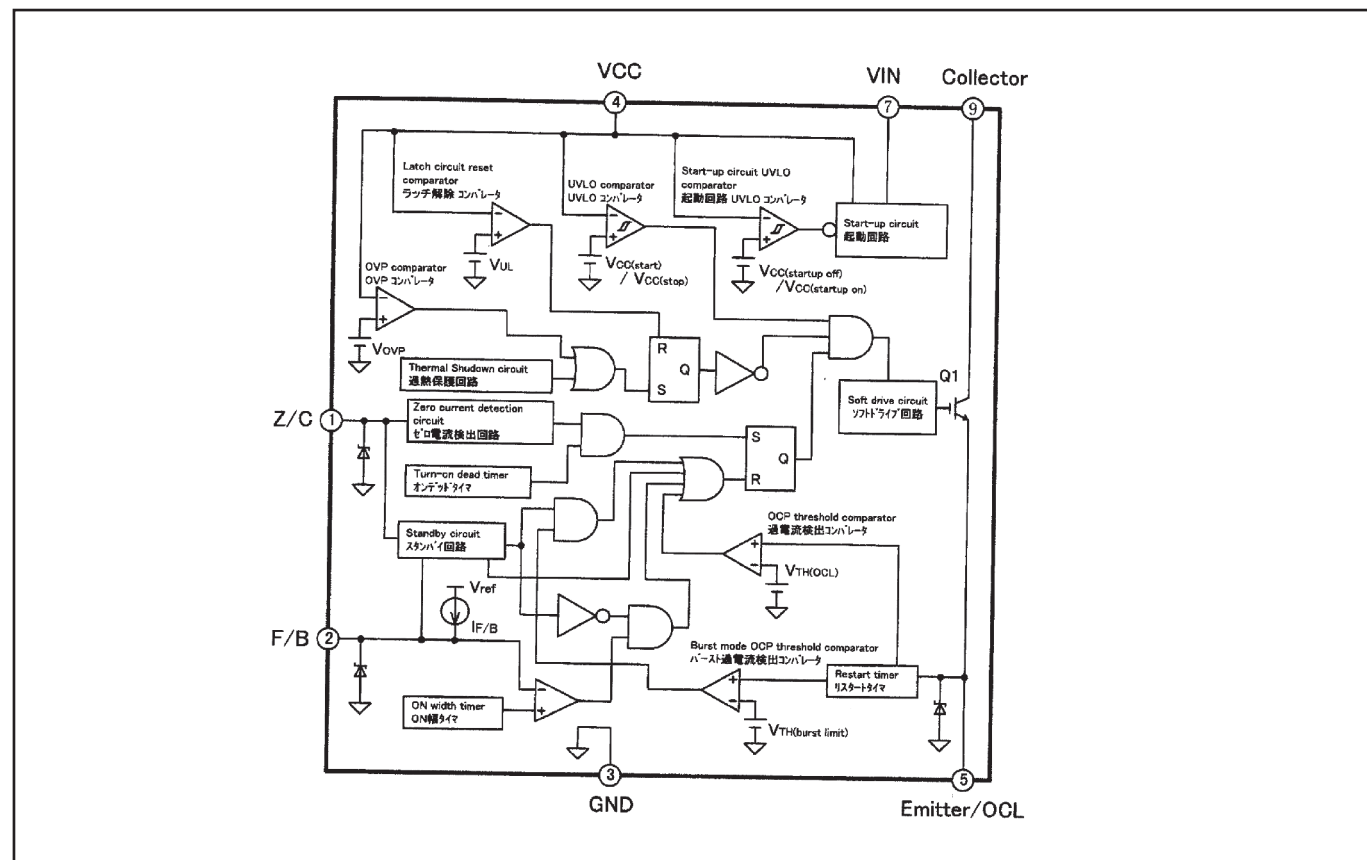 VCC
VIN
Collector
4
7
9
Latch circuit reset
comparator
ラッチ解除 コンパレータ
UVLO comparator
UVLO コンパレータ
Start-up circuit UVLO
comparator
起動回路 UVLO コンパレータ
Start-up circuit
起動回路
VUL
VCC(start)
/ VCC(stop)
VCC(startup off)
/VCC(startup on)
OVP comparator
OVP コンパレータ
VOVP
Thermal Shudown circuit
過熱保護回路
R
S
Q
Q1
Soft drive circuit
ソフトドライブ回路
Z/C
1
Zero current detection
circuit
ゼロ電流検出回路
Turn-on dead timer
オンデッドタイマ
S
R
Q
Standby circuit
スタンバイ回路
OCP threshold comparator
過電流検出コンパレータ
VTH(OCL)
Vref
IF/B
F/B
2
Burst mode OCP threshold comparator
バースト過電流検出コンパレータ
Restart timer
リスタートタイマ
ON width timer
ON幅タイマ
VTH(burst limit)
3
GND
5
Emitter/OCL